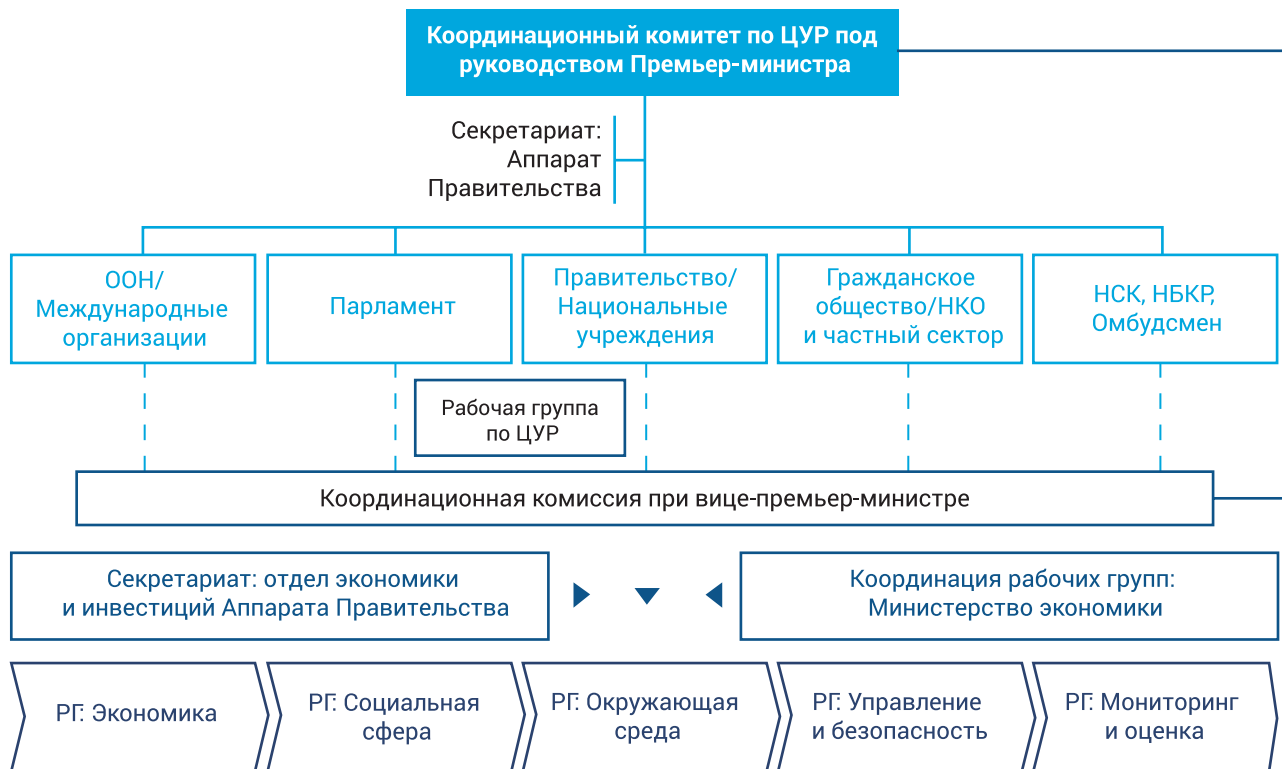 Координационный комитет по ЦУР под
руководством Премьер-министра
Секретариат:
Аппарат
Правительства
ООН/
Международные
организации
Парламент
Правительство/
Национальные
учреждения
Гражданское
общество/НКО
и частный сектор
НСК, НБКР,
Омбудсмен
Рабочая группа
по ЦУР
Координационная комиссия при вице-премьер-министре
Секретариат: отдел экономики
и инвестиций Аппарата Правительства
Координация рабочих групп:
Министерство экономики
РГ: Экономика
РГ: Социальная
сфера
РГ: Окружающая
среда
РГ: Управление
и безопасность
РГ: Мониторинг
и оценка